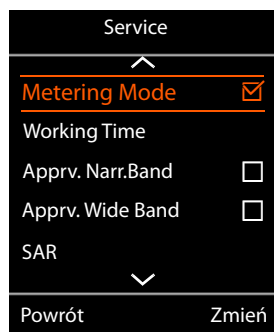 Service
Metering Mode
Working Time
Apprv. Narr.Band
Apprv. Wide Band
SAR
Powrót Zmień